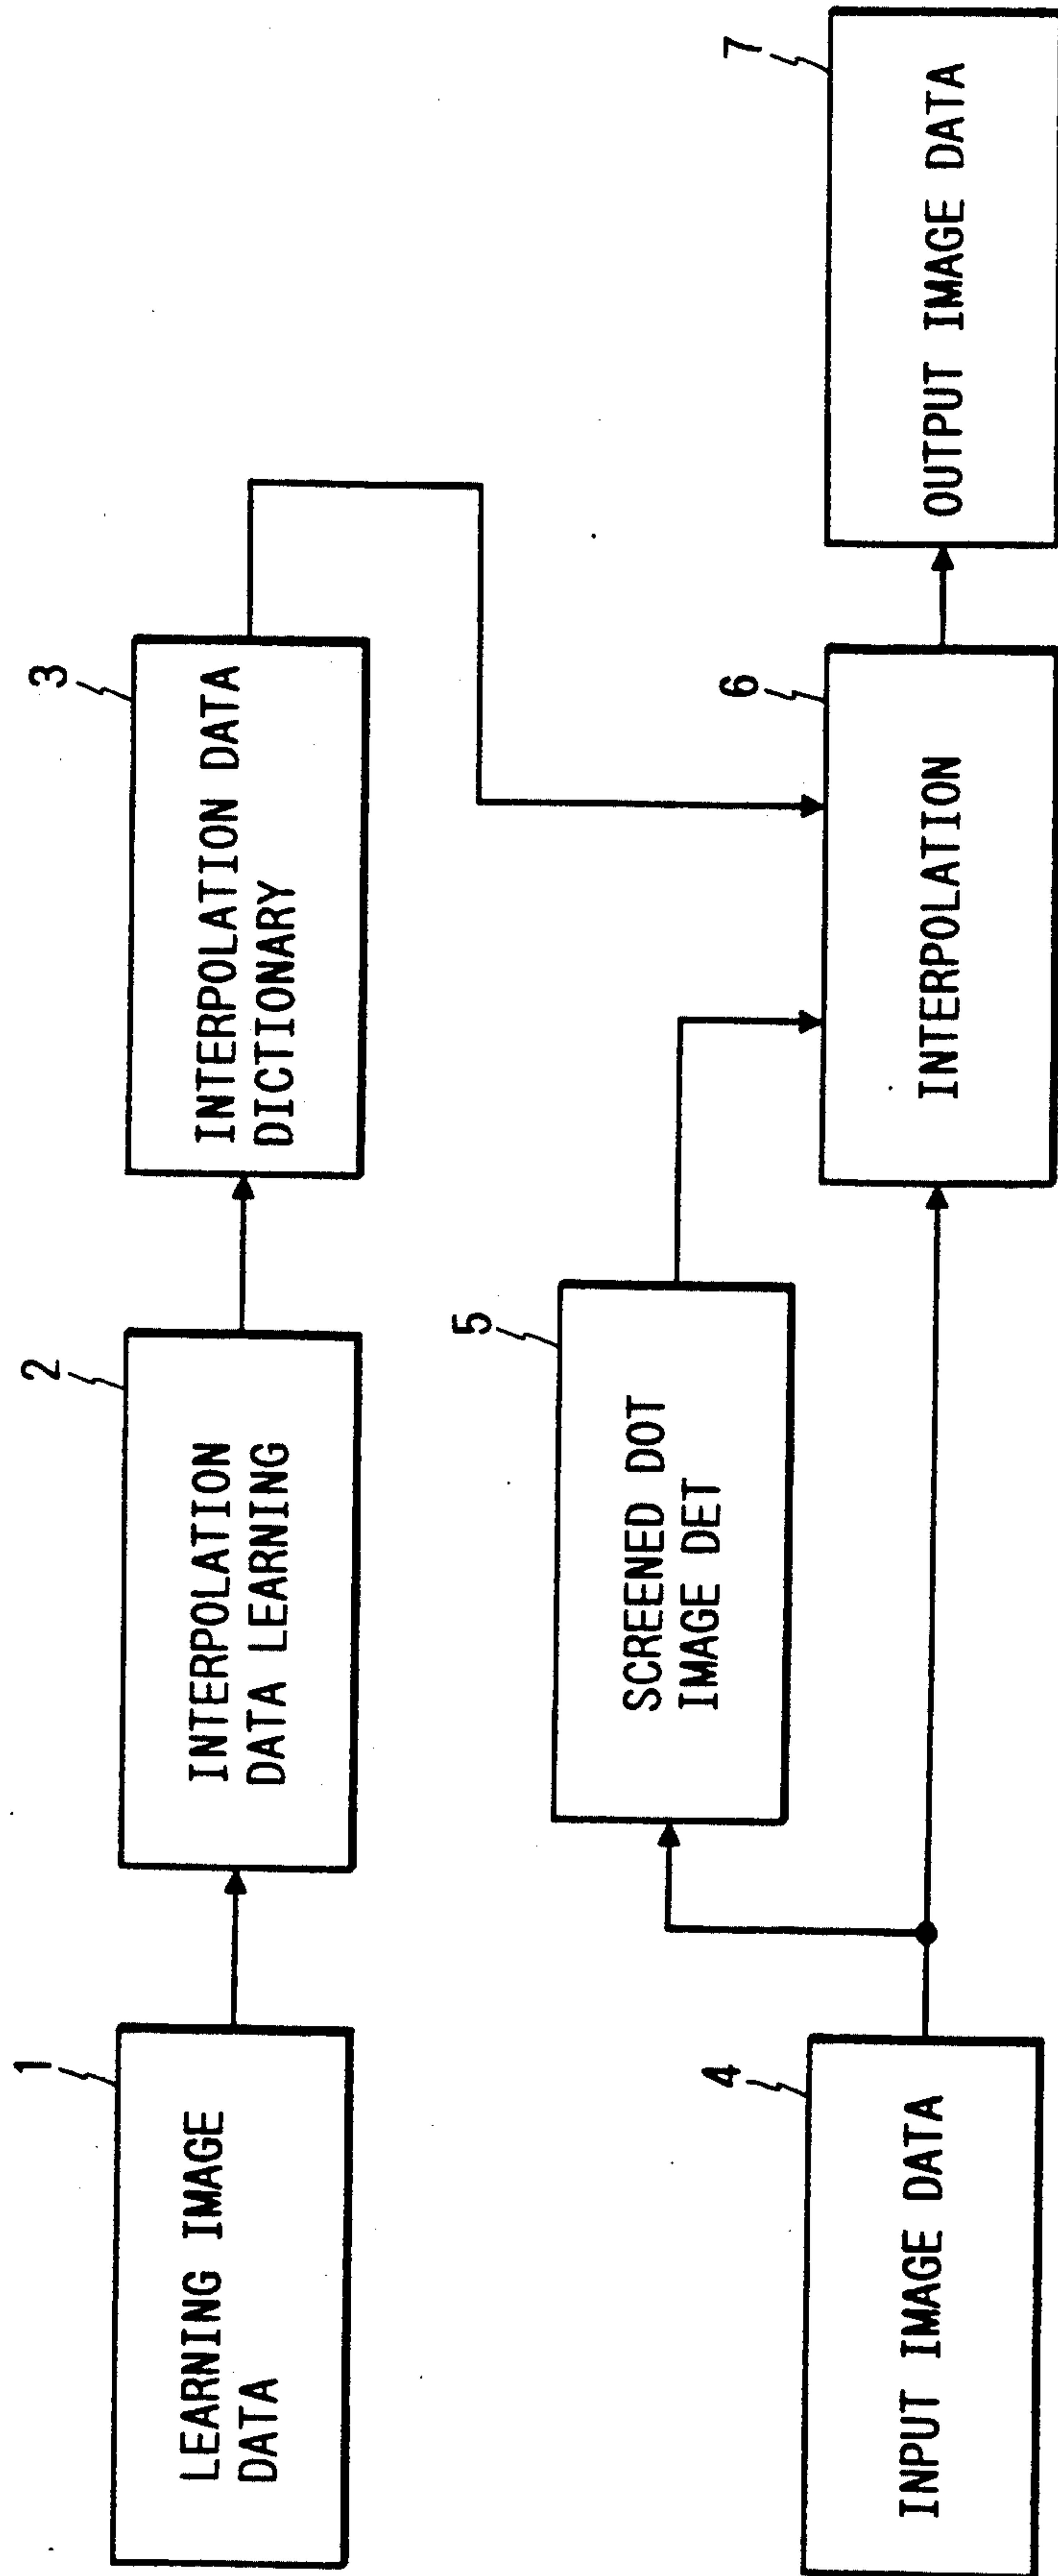 1
LEARNING IMAGE
DATA
2
INTERPOLATION
DATA LEARNING
3
INTERPOLATION DATA
DICTIONARY
4
INPUT IMAGE DATA
5
SCREENED DOT
IMAGE DET
6
INTERPOLATION
7
OUTPUT IMAGE DATA